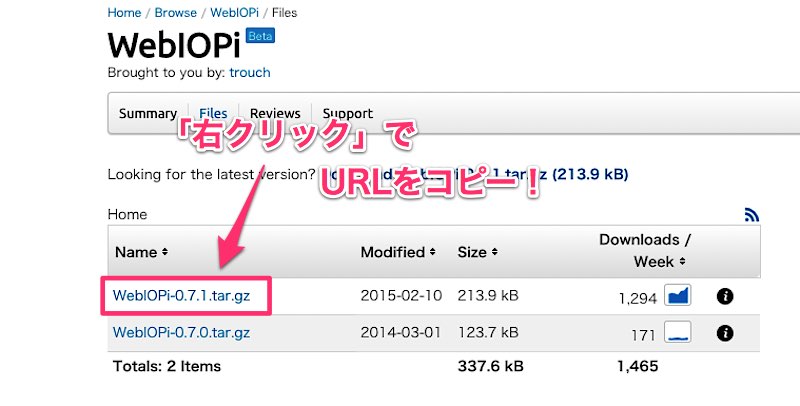 Home / Browse / WebIOPi / Files
WebIOPi Beta
Brought to you by: trouch
Summary Files Reviews Support
「右クリック」で
URLをコピー！
Looking for the latest version? .tar.gz (213.9 kB)
Home
Name Modified Size Downloads / Week
WebIOPi-0.7.1.tar.gz 2015-02-10 213.9 kB 1,294
WebIOPi-0.7.0.tar.gz 2014-03-01 123.7 kB 171
Totals: 2 Items 337.6 kB 1,465